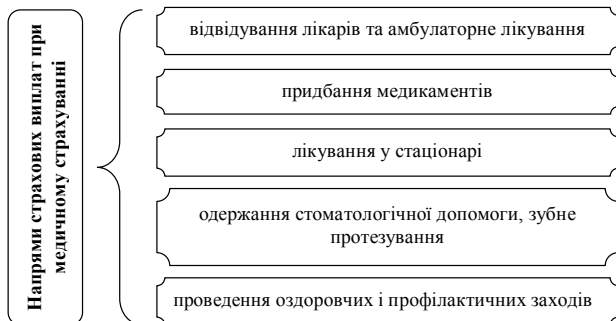 Напрями страхових виплат при
медичному страхуванні
відвідування лікарів та амбулаторне лікування
придбання медикаментів
лікування у стаціонарі
одержання стоматологічної допомоги, зубне
протезування
проведення оздоровчих і профілактичних заходів